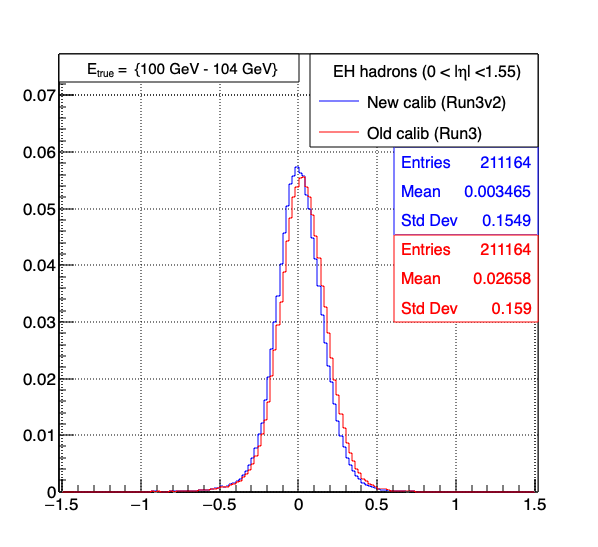 E_true = {100 GeV - 104 GeV}
EH hadrons (0 < |η| <1.55)
New calib (Run3v2)
Old calib (Run3)
Entries 211164
Mean 0.003465
Std Dev 0.1549
Entries 211164
Mean 0.02658
Std Dev 0.159
0.07
0.06
0.05
0.04
0.03
0.02
0.01
0
−1.5 −1 −0.5 0 0.5 1 1.5